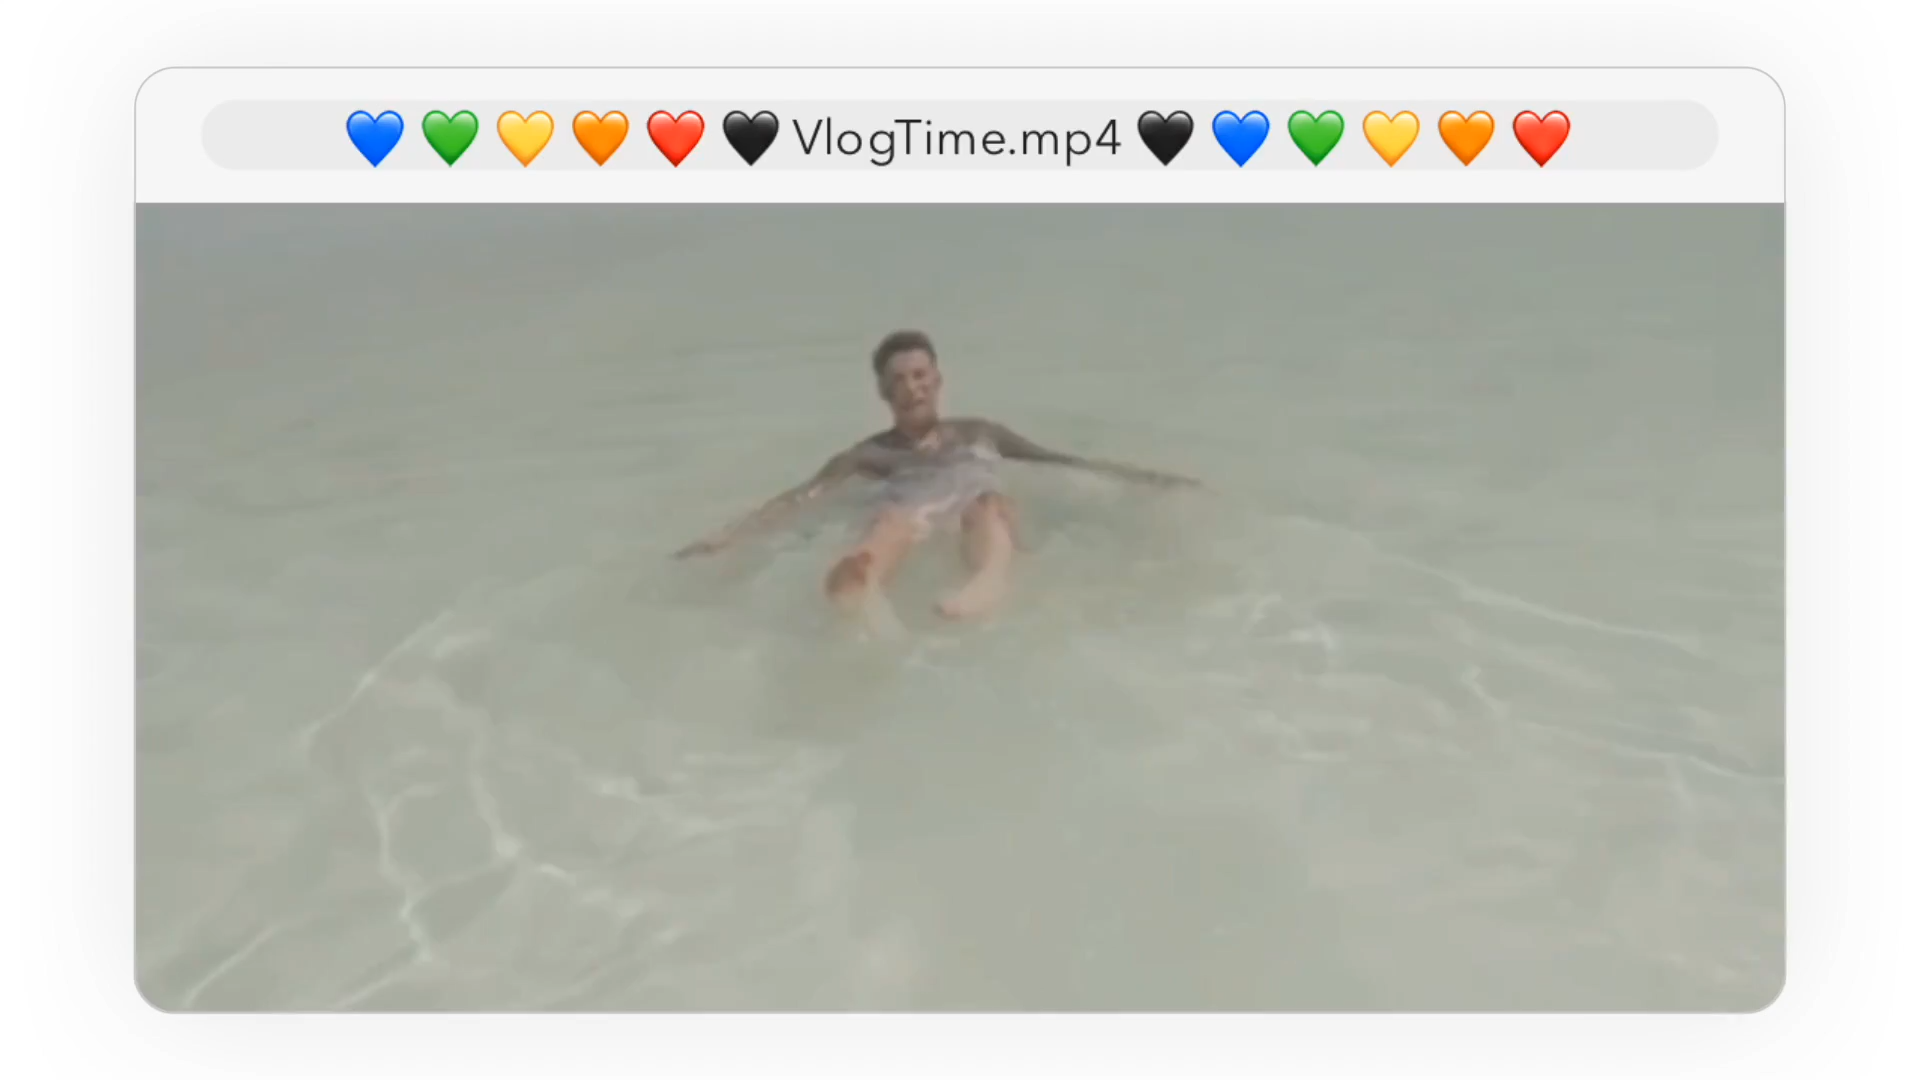 💙 💚 💛 🧡 ❤️ 🖤 VlogTime.mp4 🖤 💙 💚 💛 🧡 ❤️